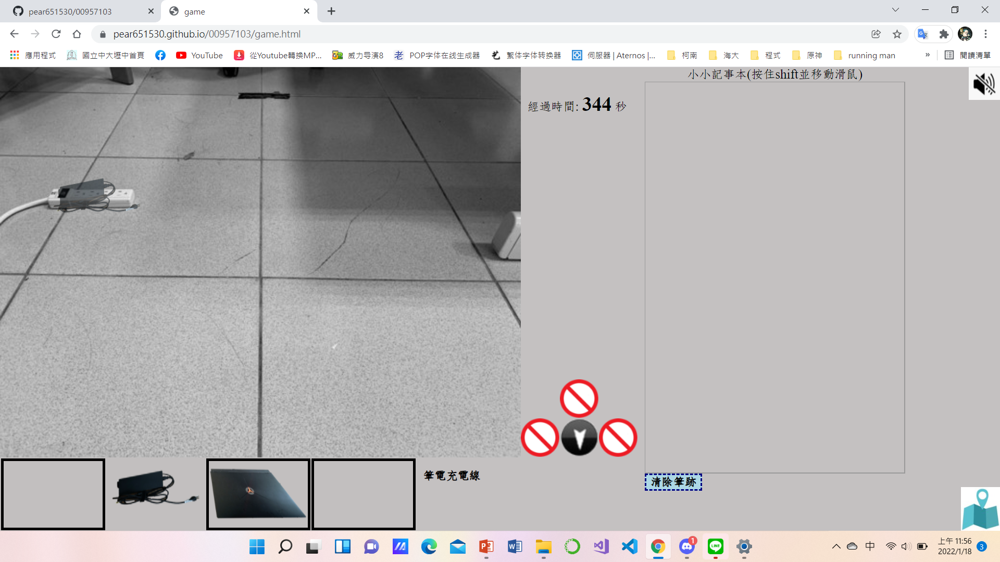 pear651530/00957103
game
pear651530.github.io/00957103/game.html
應用程式
國立中大壢中首頁
YouTube
從Youtube轉換MP...
威力导演8
POP字体在线生成器
繁体字体转换器
伺服器 | Aternos |...
柯南
海大
程式
原神
running man
»
閱讀清單
小小記事本(按住shift並移動滑鼠)
經過時間: 344 秒
筆電充電線
清除筆跡
1
LINE
中
上午 11:56
2022/1/18
3